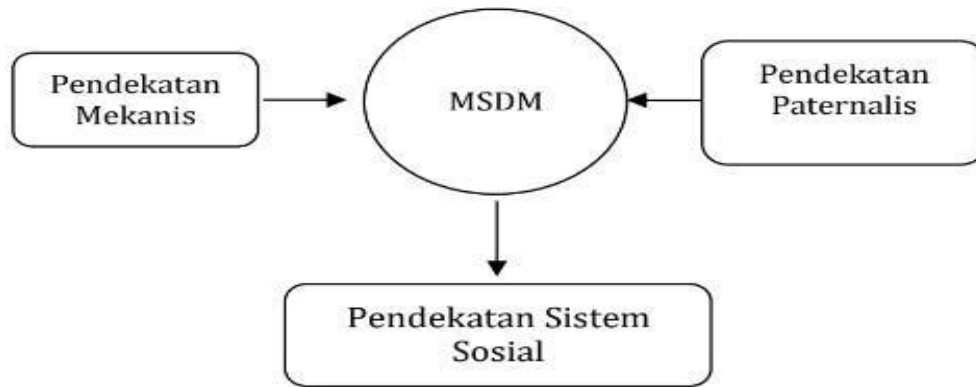 Pendekatan
Mekanis
MSDM
Pendekatan
Paternalis
Pendekatan Sistem
Sosial